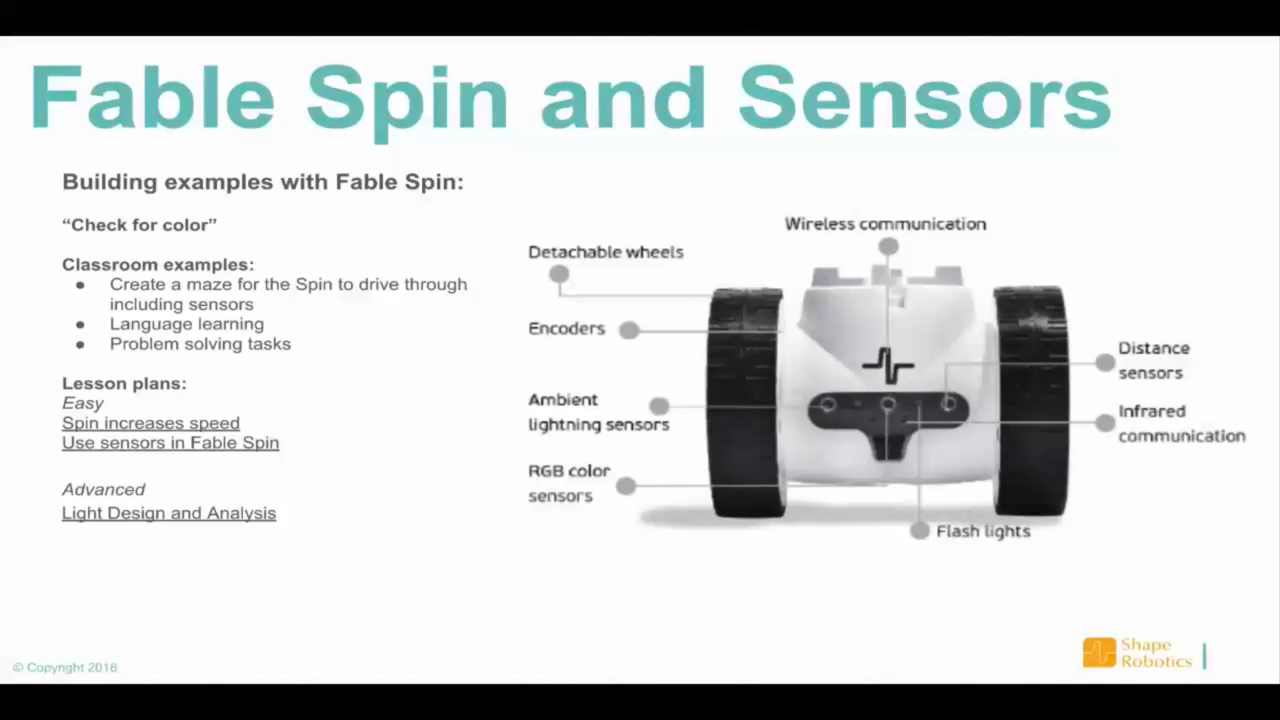 Fable Spin and Sensors
Building examples with Fable Spin:
“Check for color”
Classroom examples:
● Create a maze for the Spin to drive through
including sensors
● Language learning
● Problem solving tasks
Lesson plans:
Easy
Spin increases speed
Use sensors in Fable Spin
Advanced
Light Design and Analysis
Wireless communication
Detachable wheels
Encoders
Ambient
lightning sensors
RGB color
sensors
Distance
sensors
Infrared
communication
Flash lights
© Copyright 2016
Shape
Robotics